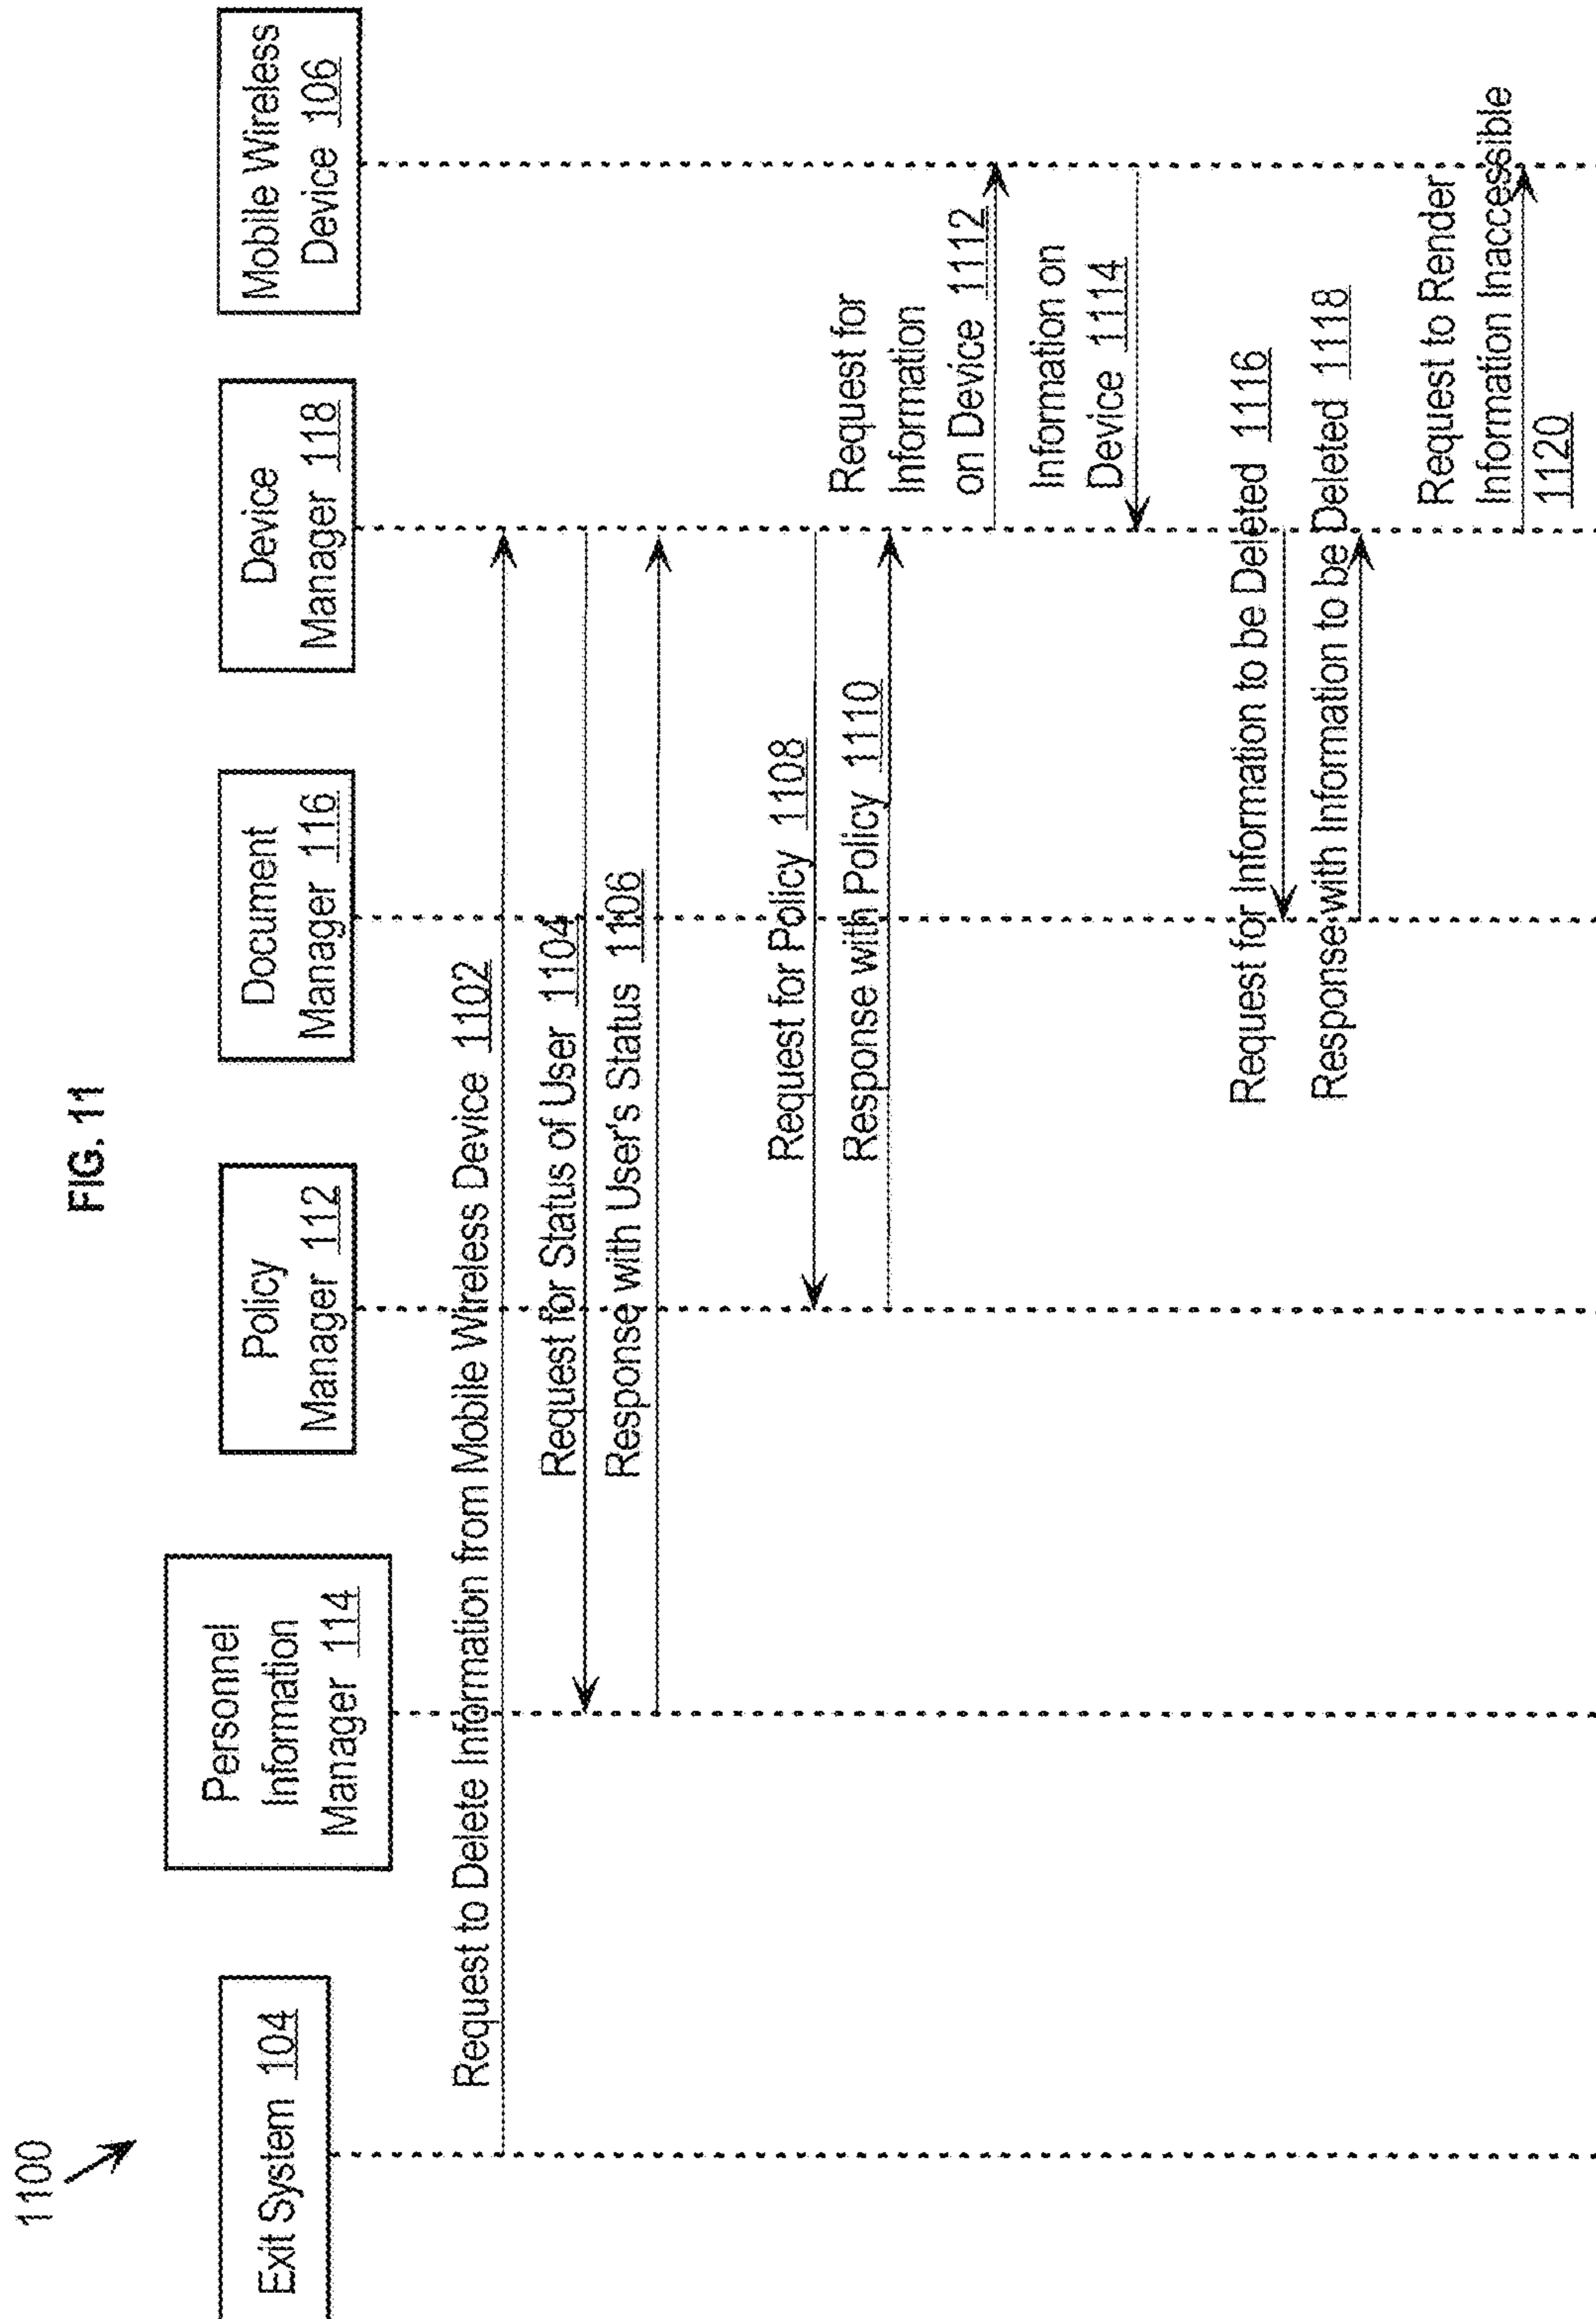 FIG. 11
1100
Exit System 104
Personnel
Information
Manager 114
Policy
Manager 112
Document
Manager 116
Device
Manager 118
Mobile Wireless
Device 106
Request to Delete Information from Mobile Wireless Device 1102
Request for Status of User 1104
Response with User's Status 1106
Request for Policy 1108
Response with Policy 1110
Request for
Information
on Device 1112
Information on
Device 1114
Request for Information to be Deleted 1116
Response with Information to be Deleted 1118
Request to Render
Information Inaccessible
1120